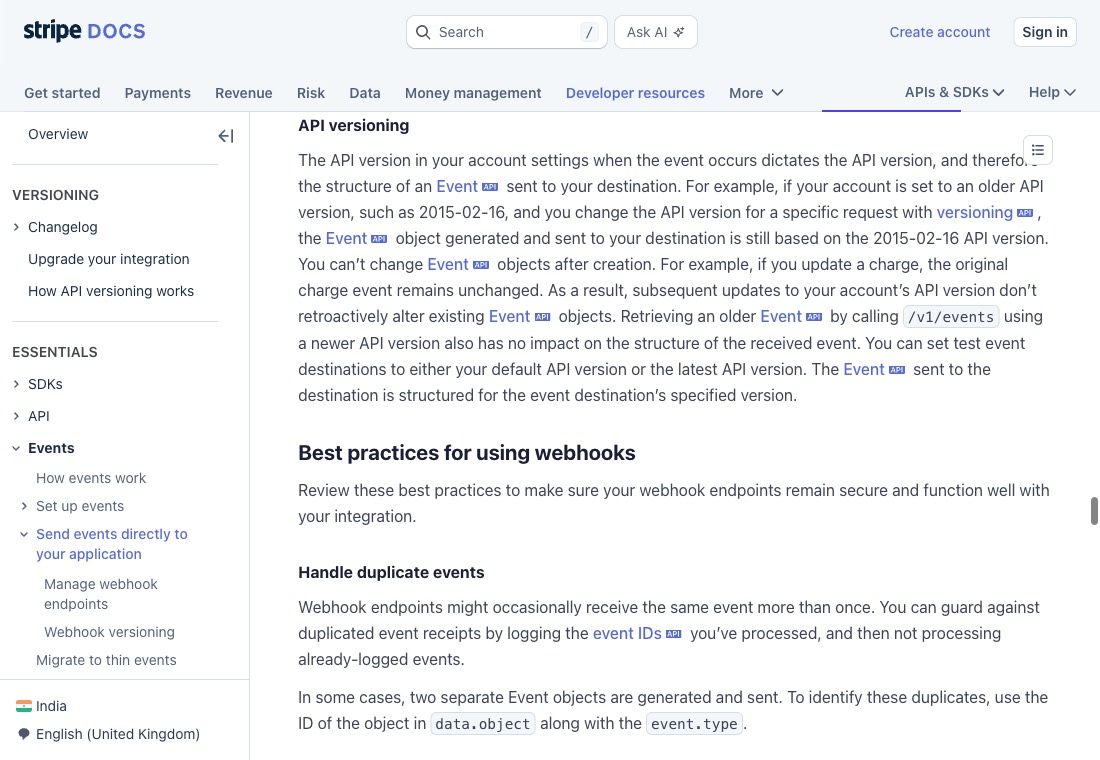 stripe DOCS
Search /
Ask AI
Create account
Sign in
Get started Payments Revenue Risk Data Money management Developer resources More APIs & SDKs Help
Overview
VERSIONING
Changelog
Upgrade your integration
How API versioning works
ESSENTIALS
SDKs
API
Events
How events work
Set up events
Send events directly to
your application
Manage webhook
endpoints
Webhook versioning
Migrate to thin events
India
English (United Kingdom)
API versioning
The API version in your account settings when the event occurs dictates the API version, and therefore
the structure of an Event API sent to your destination. For example, if your account is set to an older API
version, such as 2015-02-16, and you change the API version for a specific request with versioning API ,
the Event API object generated and sent to your destination is still based on the 2015-02-16 API version.
You can’t change Event API objects after creation. For example, if you update a charge, the original
charge event remains unchanged. As a result, subsequent updates to your account’s API version don’t
retroactively alter existing Event API objects. Retrieving an older Event API by calling /v1/events using
a newer API version also has no impact on the structure of the received event. You can set test event
destinations to either your default API version or the latest API version. The Event API sent to the
destination is structured for the event destination’s specified version.
Best practices for using webhooks
Review these best practices to make sure your webhook endpoints remain secure and function well with
your integration.
Handle duplicate events
Webhook endpoints might occasionally receive the same event more than once. You can guard against
duplicated event receipts by logging the event IDs API you’ve processed, and then not processing
already-logged events.
In some cases, two separate Event objects are generated and sent. To identify these duplicates, use the
ID of the object in data.object along with the event.type.